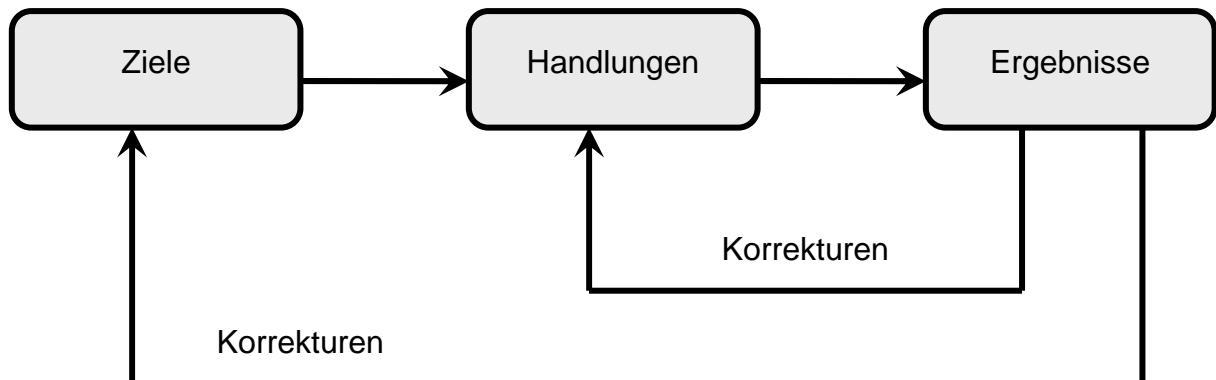 Ziele
Handlungen
Ergebnisse
Korrekturen
Korrekturen